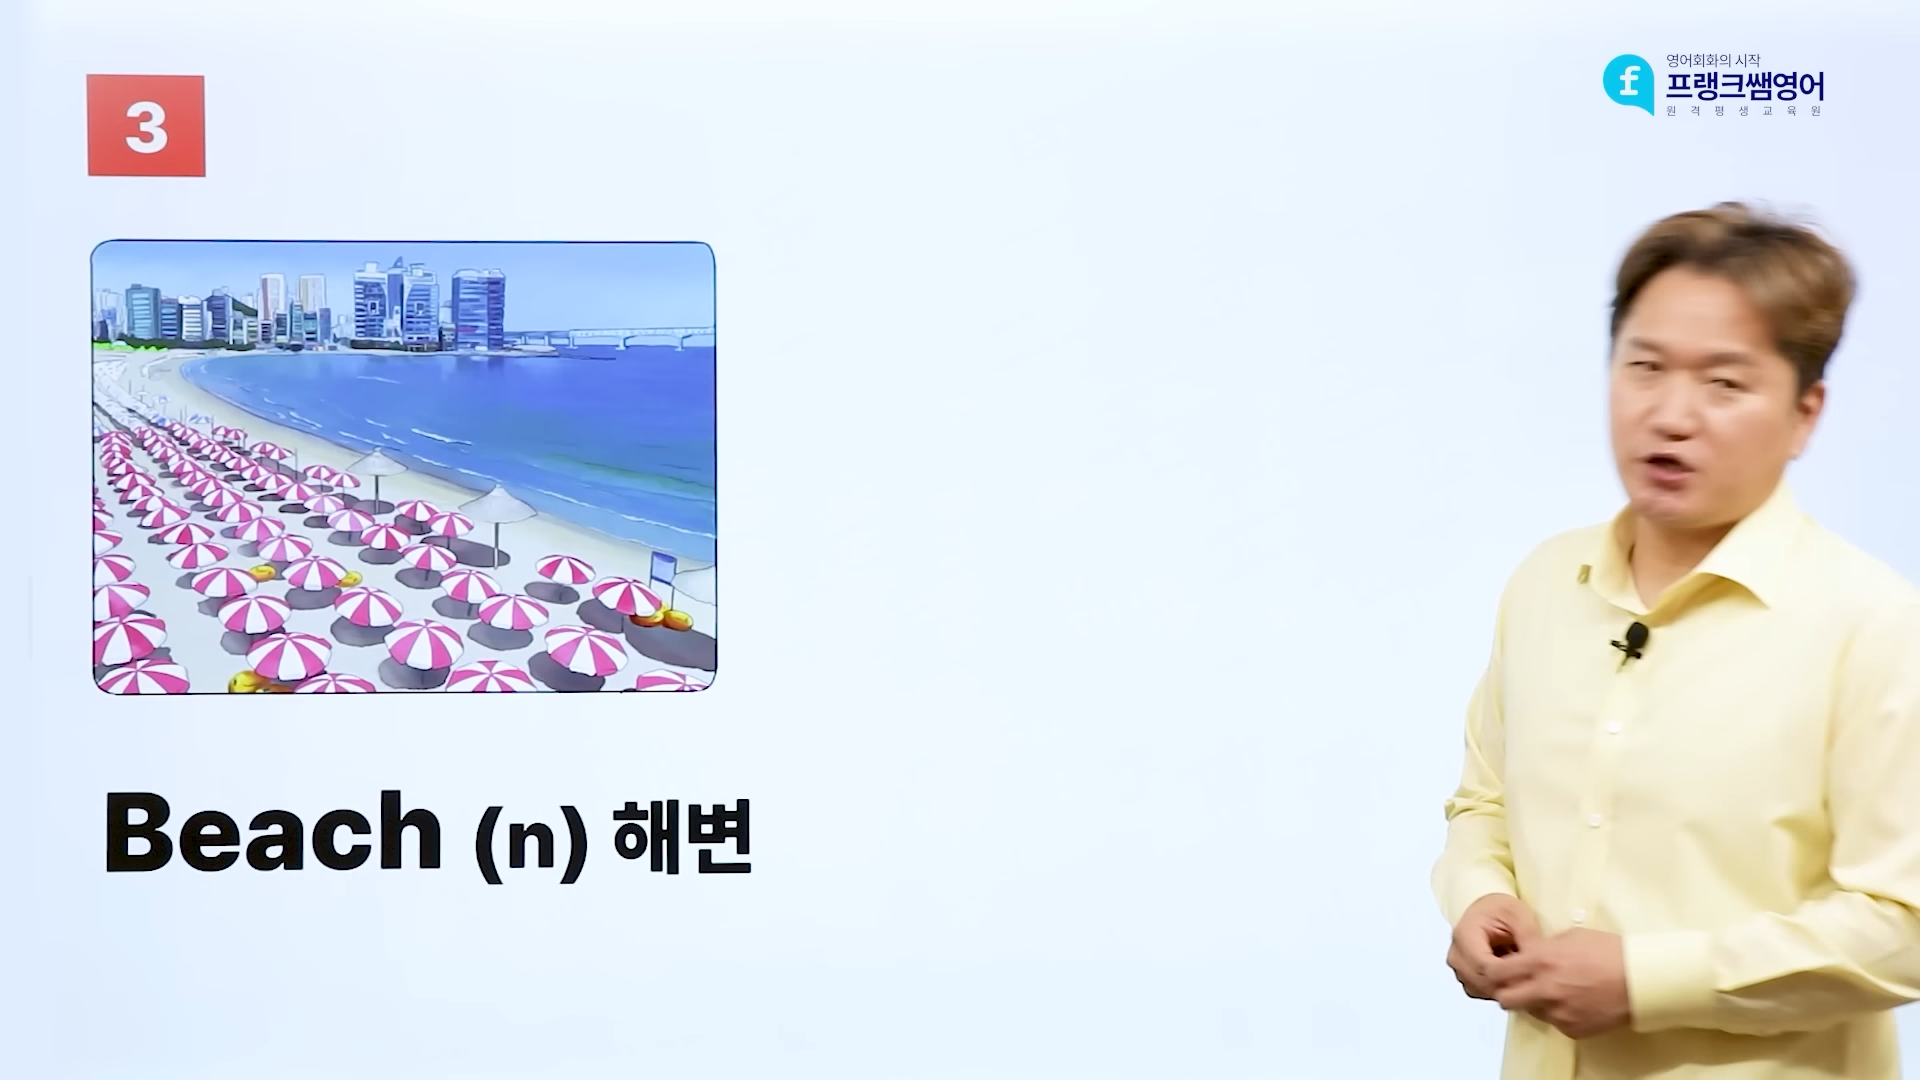 3
영어회화의 시작
프랭크쌤영어
원격평생교육원
Beach (n) 해변